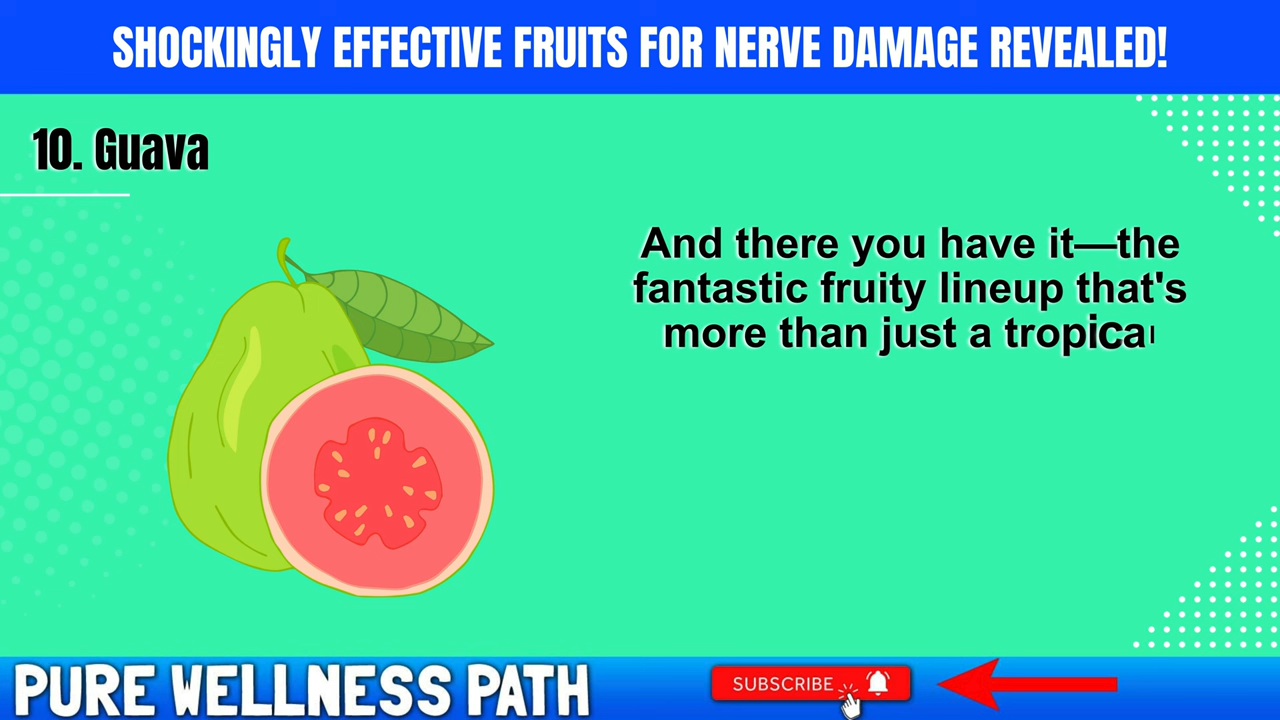 SHOCKINGLY EFFECTIVE FRUITS FOR NERVE DAMAGE REVEALED!
10. Guava
And there you have it—the
fantastic fruity lineup that's
more than just a tropical
PURE WELLNESS PATH
SUBSCRIBE